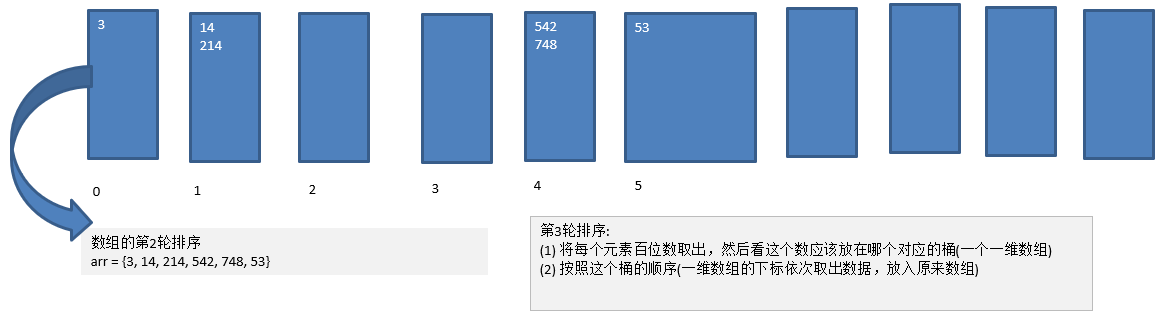 3
14
214
542
748
53
0
1
2
3
4
5
数组的第2轮排序
arr = {3, 14, 214, 542, 748, 53}
第3轮排序:
(1) 将每个元素百位数取出，然后看这个数应该放在哪个对应的桶(一个一维数组)
(2) 按照这个桶的顺序(一维数组的下标依次取出数据，放入原来数组)